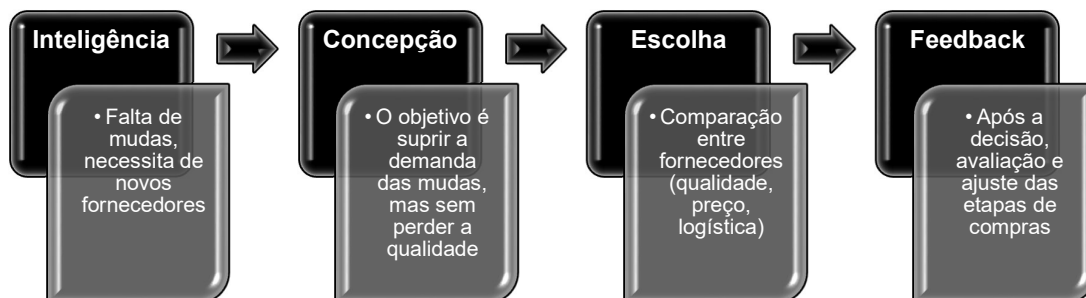 Inteligência
• Falta de
mudas,
necessita de
novos
fornecedores
Concepção
• O objetivo é
suprir a
demanda
das mudas,
mas sem
perder a
qualidade
Escolha
• Comparação
entre
fornecedores
(qualidade,
preço,
logística)
Feedback
• Após a
decisão,
avaliação e
ajuste das
etapas de
compras